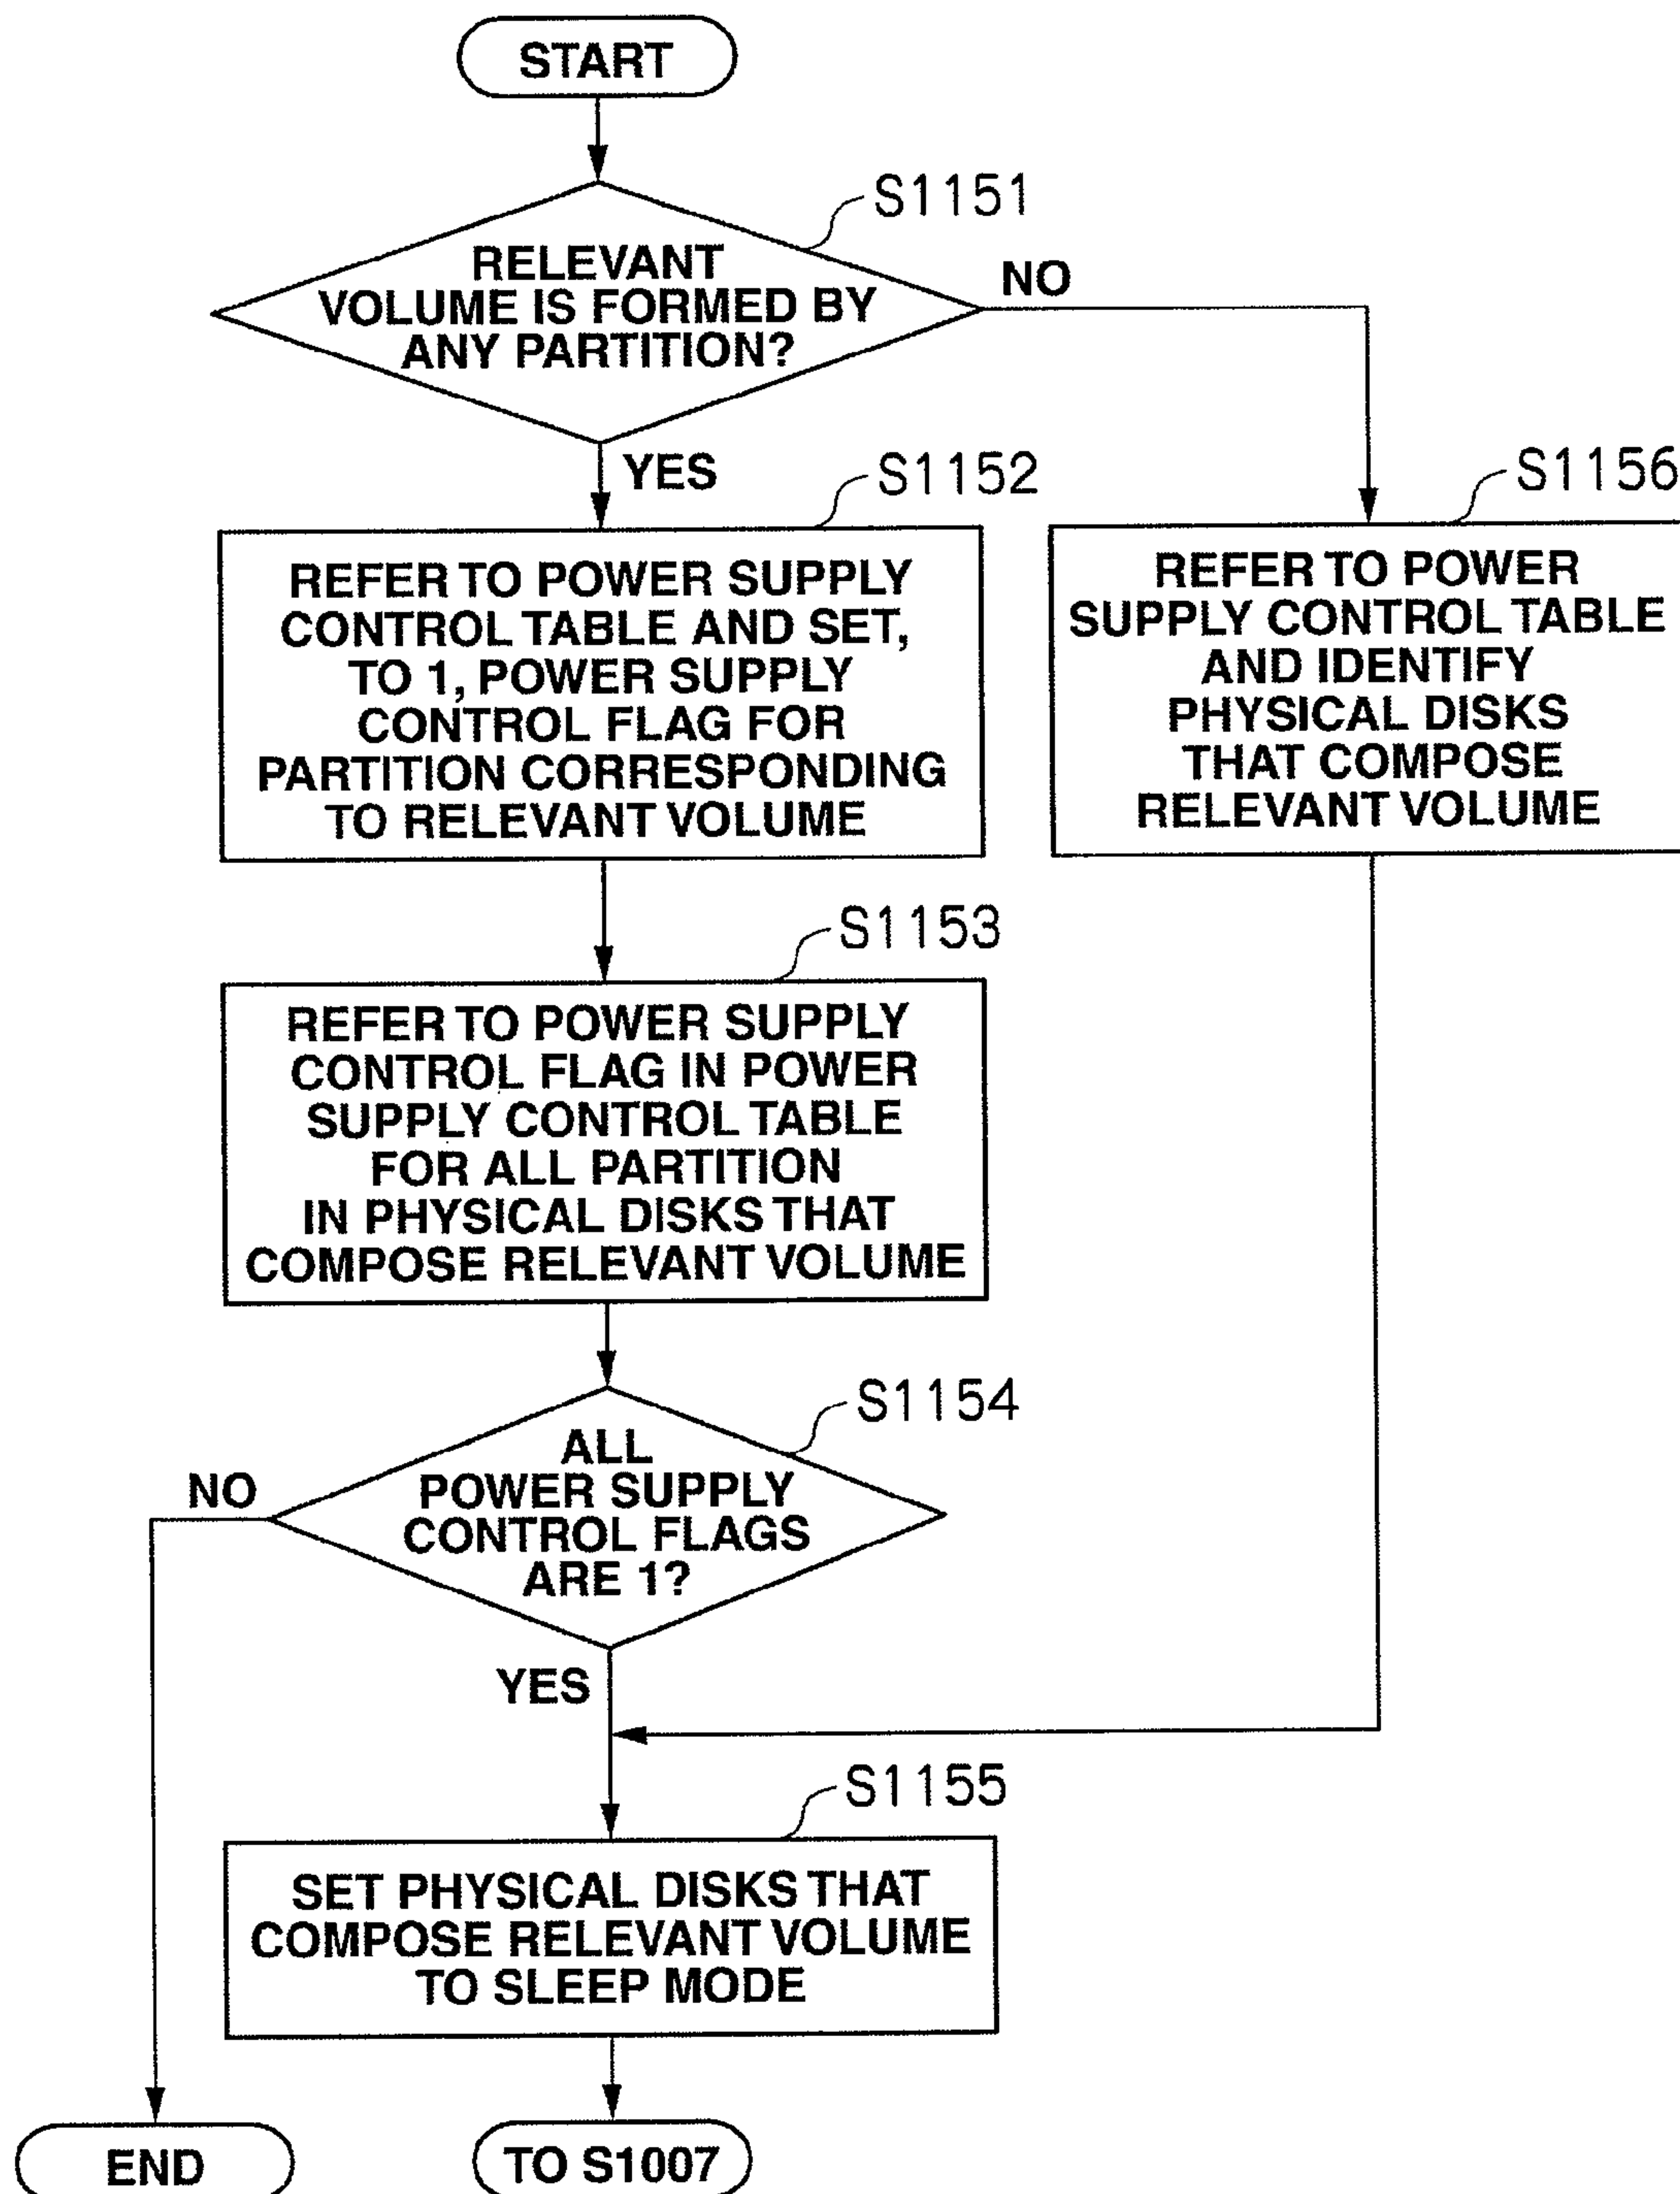 START
S1151
RELEVANT
VOLUME IS FORMED BY
ANY PARTITION?
NO
YES
S1152
REFER TO POWER SUPPLY
CONTROL TABLE AND SET,
TO 1, POWER SUPPLY
CONTROL FLAG FOR
PARTITION CORRESPONDING
TO RELEVANT VOLUME
S1156
REFER TO POWER
SUPPLY CONTROL TABLE
AND IDENTIFY
PHYSICAL DISKS
THAT COMPOSE
RELEVANT VOLUME
S1153
REFER TO POWER SUPPLY
CONTROL FLAG IN POWER
SUPPLY CONTROL TABLE
FOR ALL PARTITION
IN PHYSICAL DISKS THAT
COMPOSE RELEVANT VOLUME
S1154
ALL
POWER SUPPLY
CONTROL FLAGS
ARE 1?
NO
YES
S1155
SET PHYSICAL DISKS THAT
COMPOSE RELEVANT VOLUME
TO SLEEP MODE
END
TO S1007